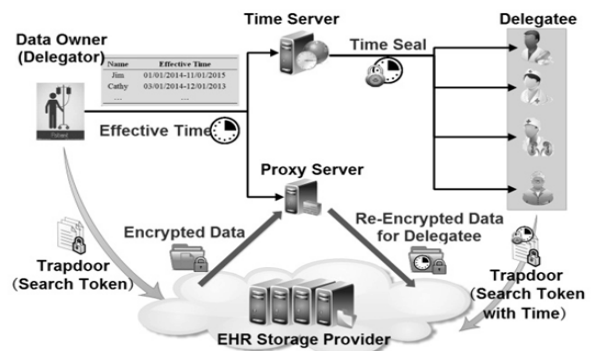 Data Owner
(Delegator)
Time Server
Delegatee
Time Seal
Name Effective Time
Jim 01/01/2014-11/01/2015
Cathy 03/01/2014-12/01/2013
... ...
Patient
Effective Time
Proxy Server
Encrypted Data
Re-Encrypted Data
for Delegatee
Trapdoor
(Search Token)
Trapdoor
(Search Token
with Time)
EHR Storage Provider